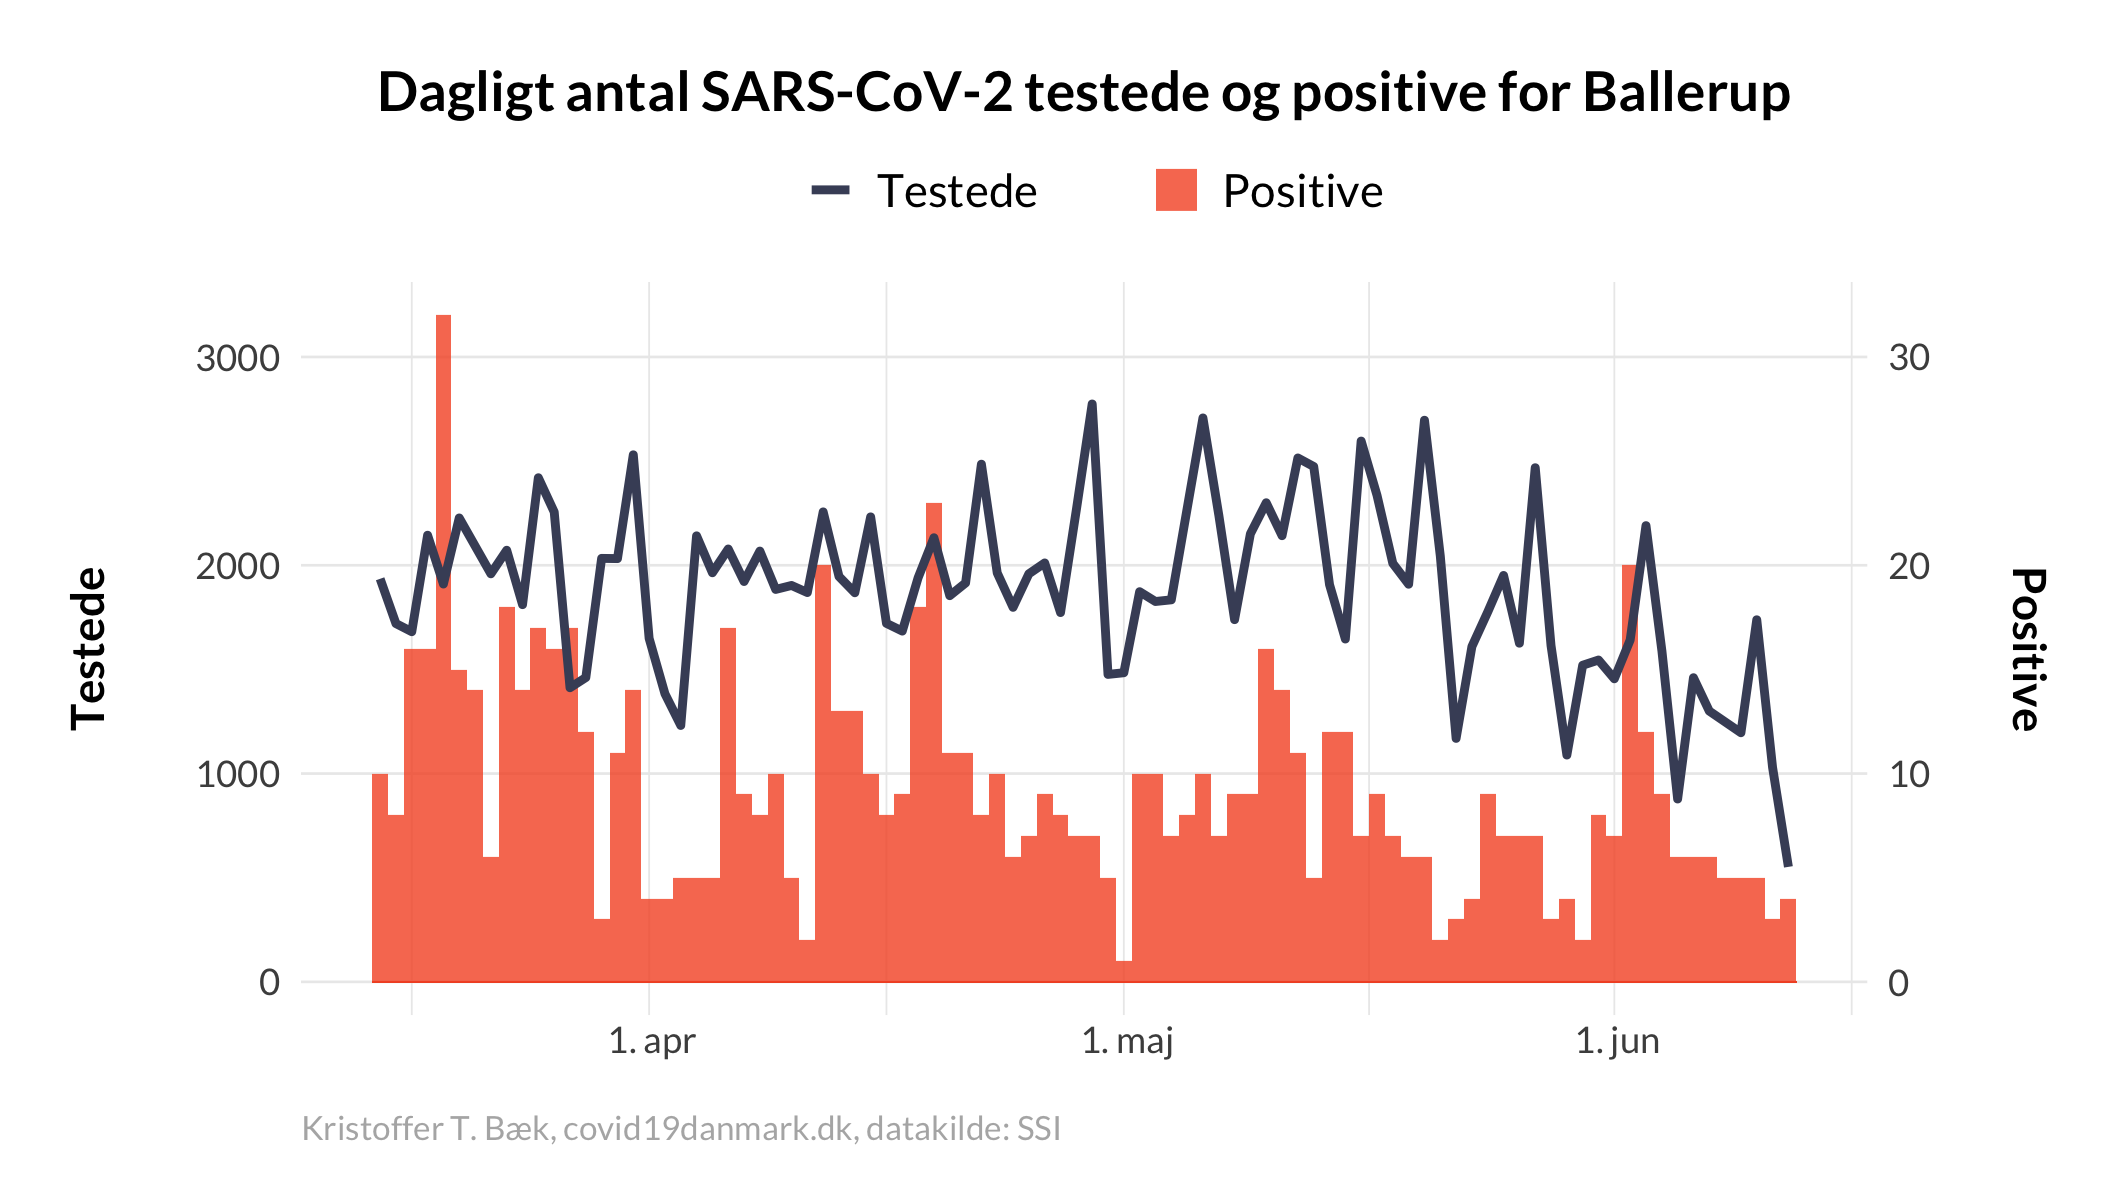 Dagligt antal SARS-CoV-2 testede og positive for Ballerup
Testede
Positive
3000
2000
1000
0
Testede
30
20
10
0
Positive
1. apr
1. maj
1. jun
Kristoffer T. Bæk, covid19danmark.dk, datakilde: SSI